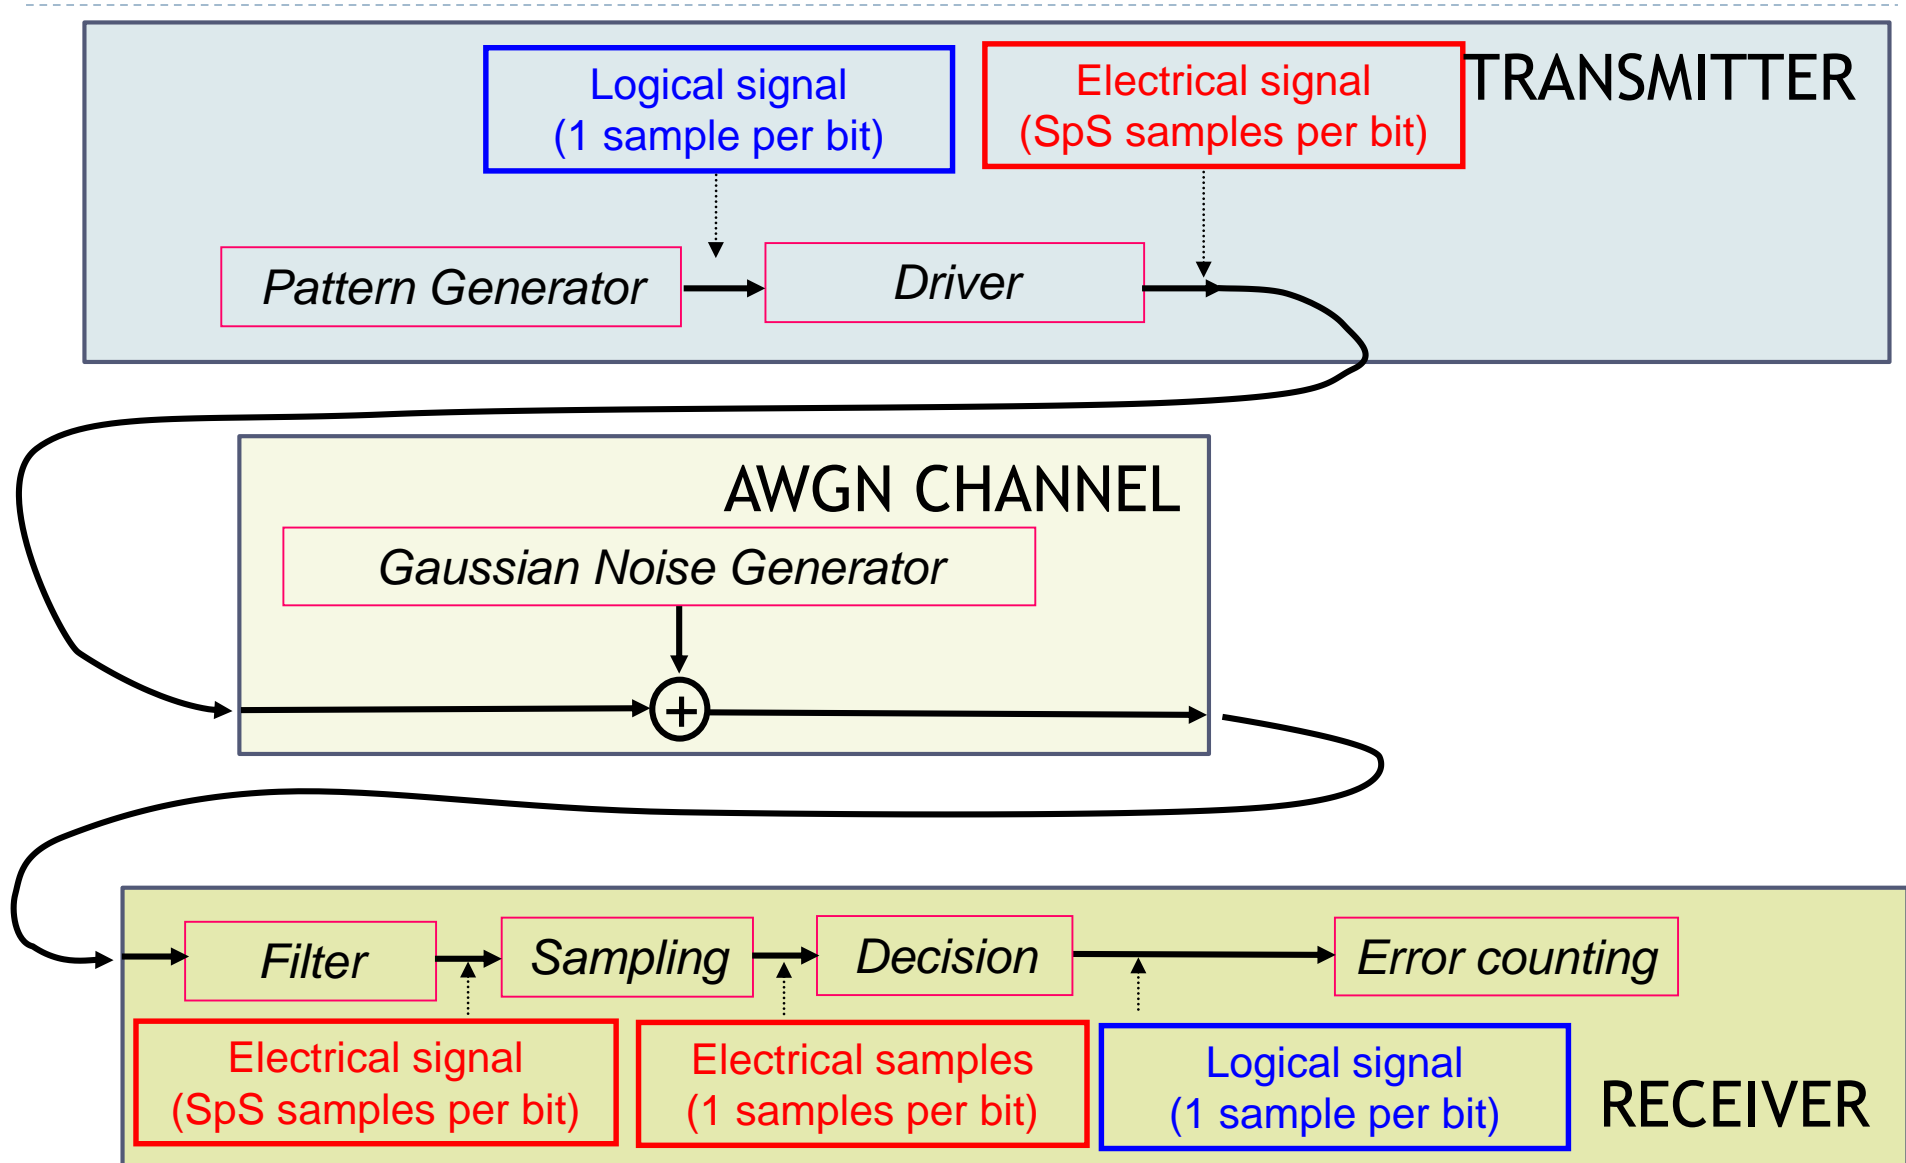 Logical signal
(1 sample per bit)
Electrical signal
(SpS samples per bit)
TRANSMITTER
Pattern Generator
Driver
AWGN CHANNEL
Gaussian Noise Generator
+
Filter
Sampling
Decision
Error counting
Electrical signal
(SpS samples per bit)
Electrical samples
(1 samples per bit)
Logical signal
(1 sample per bit)
RECEIVER